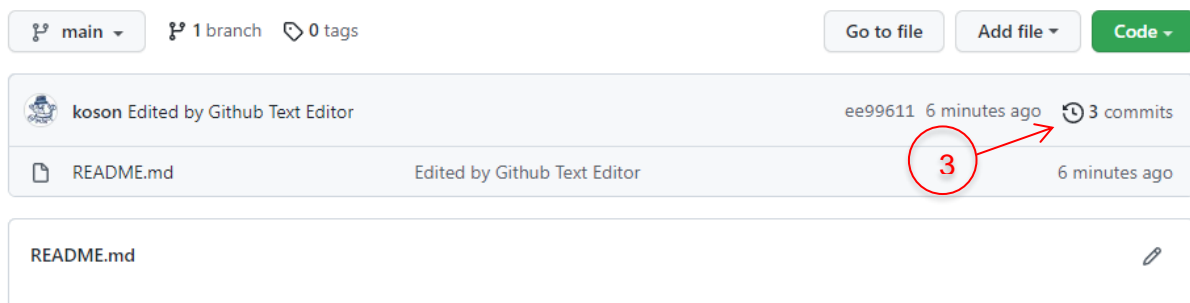 main 1 branch 0 tags Go to file Add file Code
koson Edited by Github Text Editor ee99611 6 minutes ago 3 commits
3
README.md Edited by Github Text Editor 6 minutes ago
README.md